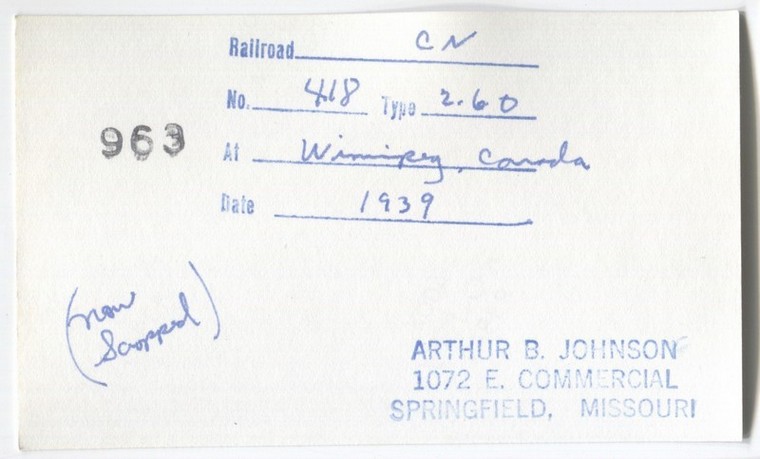 Railroad CN
No. 418 Type 2-6-0
963
At Winnipeg, Canada
Date 1939
(now
Scrapped)
ARTHUR B. JOHNSON
1072 E. COMMERCIAL
SPRINGFIELD, MISSOURI